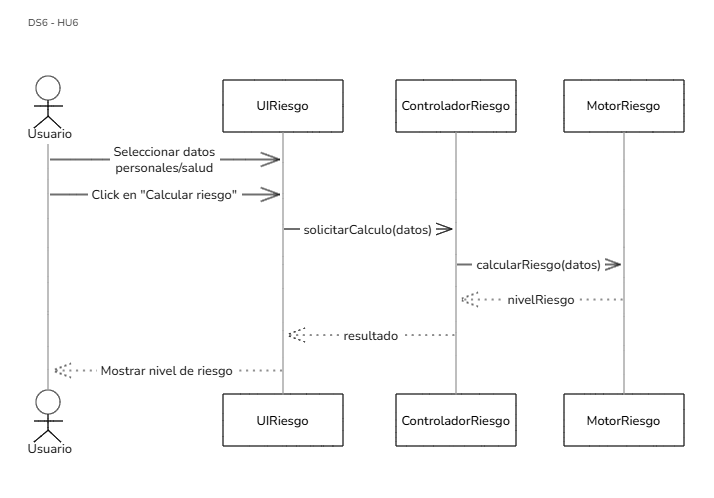 DS6 - HU6
Usuario
UIRiesgo
ControladorRiesgo
MotorRiesgo
Seleccionar datos
personales/salud
Click en "Calcular riesgo"
solicitarCalculo(datos)
calcularRiesgo(datos)
nivelRiesgo
resultado
Mostrar nivel de riesgo
Usuario
UIRiesgo
ControladorRiesgo
MotorRiesgo